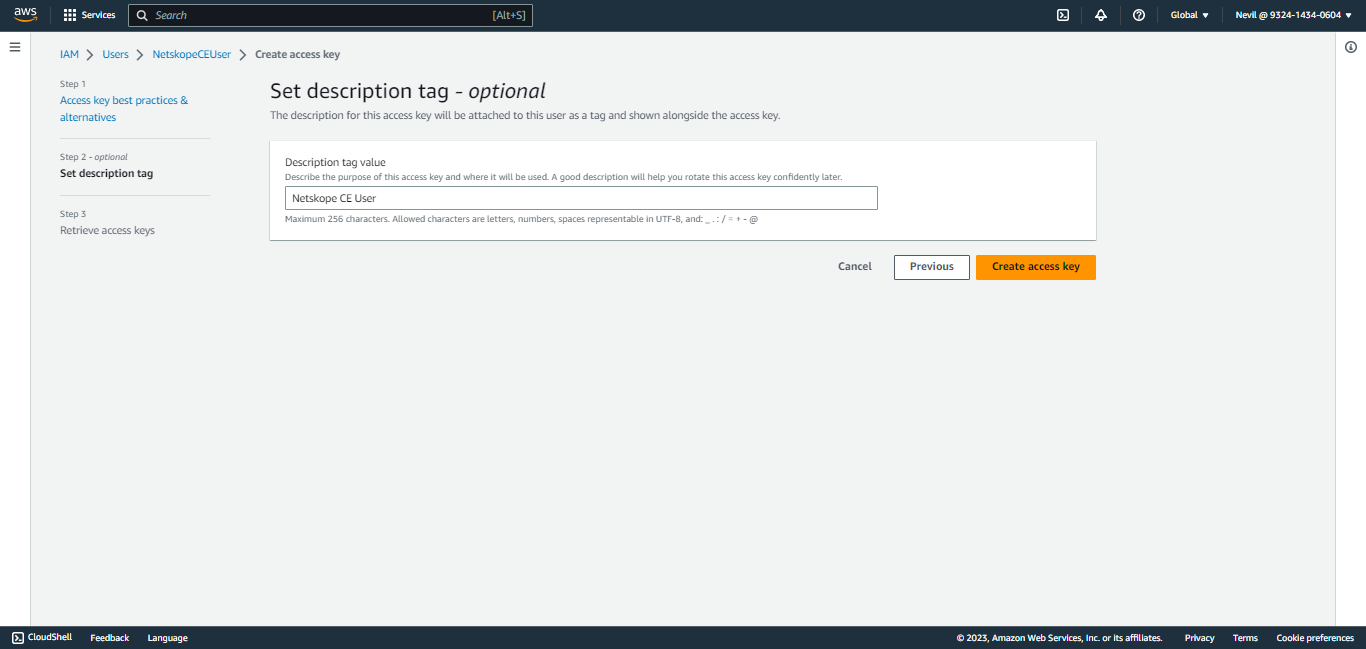 aws Services Search [Alt+S] Global Nevil @ 9324-1434-0604
IAM Users NetskopeCEUser Create access key
Step 1
Access key best practices &
alternatives
Step 2 - optional
Set description tag
Step 3
Retrieve access keys
Set description tag - optional
The description for this access key will be attached to this user as a tag and shown alongside the access key.
Description tag value
Describe the purpose of this access key and where it will be used. A good description will help you rotate this access key confidently later.
Netskope CE User
Maximum 256 characters. Allowed characters are letters, numbers, spaces representable in UTF-8, and: _ . : / = + - @
Cancel Previous Create access key
CloudShell Feedback Language © 2023, Amazon Web Services, Inc. or its affiliates. Privacy Terms Cookie preferences